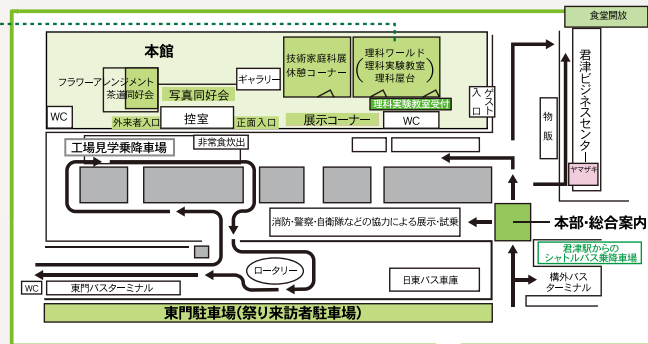 食堂開放
本館
技術家庭科展
休憩コーナー
理科ワールド
(理科実験教室
理科屋台)
ギャラリー
フラワーアレンジメント
茶道同好会
写真同好会
理科実験教室受付
ゲスト
入口
君津ビジネスセンター
物販
WC
外来者入口
控室
正面入口
展示コーナー
WC
工場見学乗降車場
非常食炊出
ヤマザキ
消防・警察・自衛隊などの協力による展示・試乗
本部・総合案内
君津駅からの
シャトルバス乗降車場
ロータリー
日東バス車庫
構外バス
ターミナル
WC
東門バスターミナル
東門駐車場(祭り来訪者駐車場)